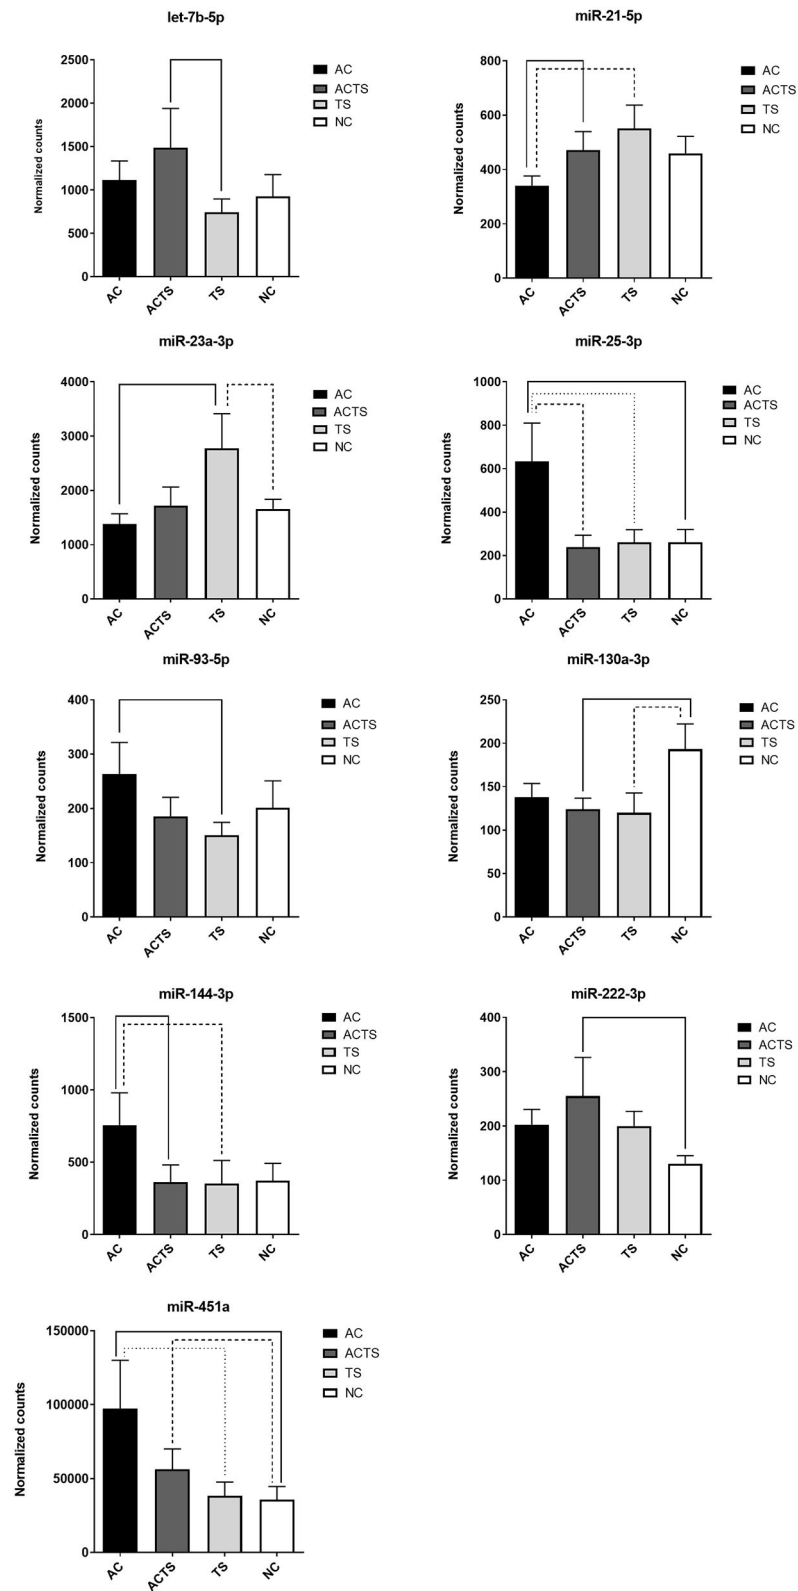 let-7b-5p
Normalized counts
2500
2000
1500
1000
500
0
AC
ACTS
TS
NC
AC
ACTS
TS
NC
miR-21-5p
Normalized counts
800
600
400
200
0
AC
ACTS
TS
NC
AC
ACTS
TS
NC
miR-23a-3p
Normalized counts
4000
3000
2000
1000
0
AC
ACTS
TS
NC
AC
ACTS
TS
NC
miR-25-3p
Normalized counts
1000
800
600
400
200
0
AC
ACTS
TS
NC
AC
ACTS
TS
NC
miR-93-5p
Normalized counts
400
300
200
100
0
AC
ACTS
TS
NC
AC
ACTS
TS
NC
miR-130a-3p
Normalized counts
250
200
150
100
50
0
AC
ACTS
TS
NC
AC
ACTS
TS
NC
miR-144-3p
Normalized counts
1500
1000
500
0
AC
ACTS
TS
NC
AC
ACTS
TS
NC
miR-222-3p
Normalized counts
400
300
200
100
0
AC
ACTS
TS
NC
AC
ACTS
TS
NC
miR-451a
Normalized counts
150000
100000
50000
0
AC
ACTS
TS
NC
AC
ACTS
TS
NC